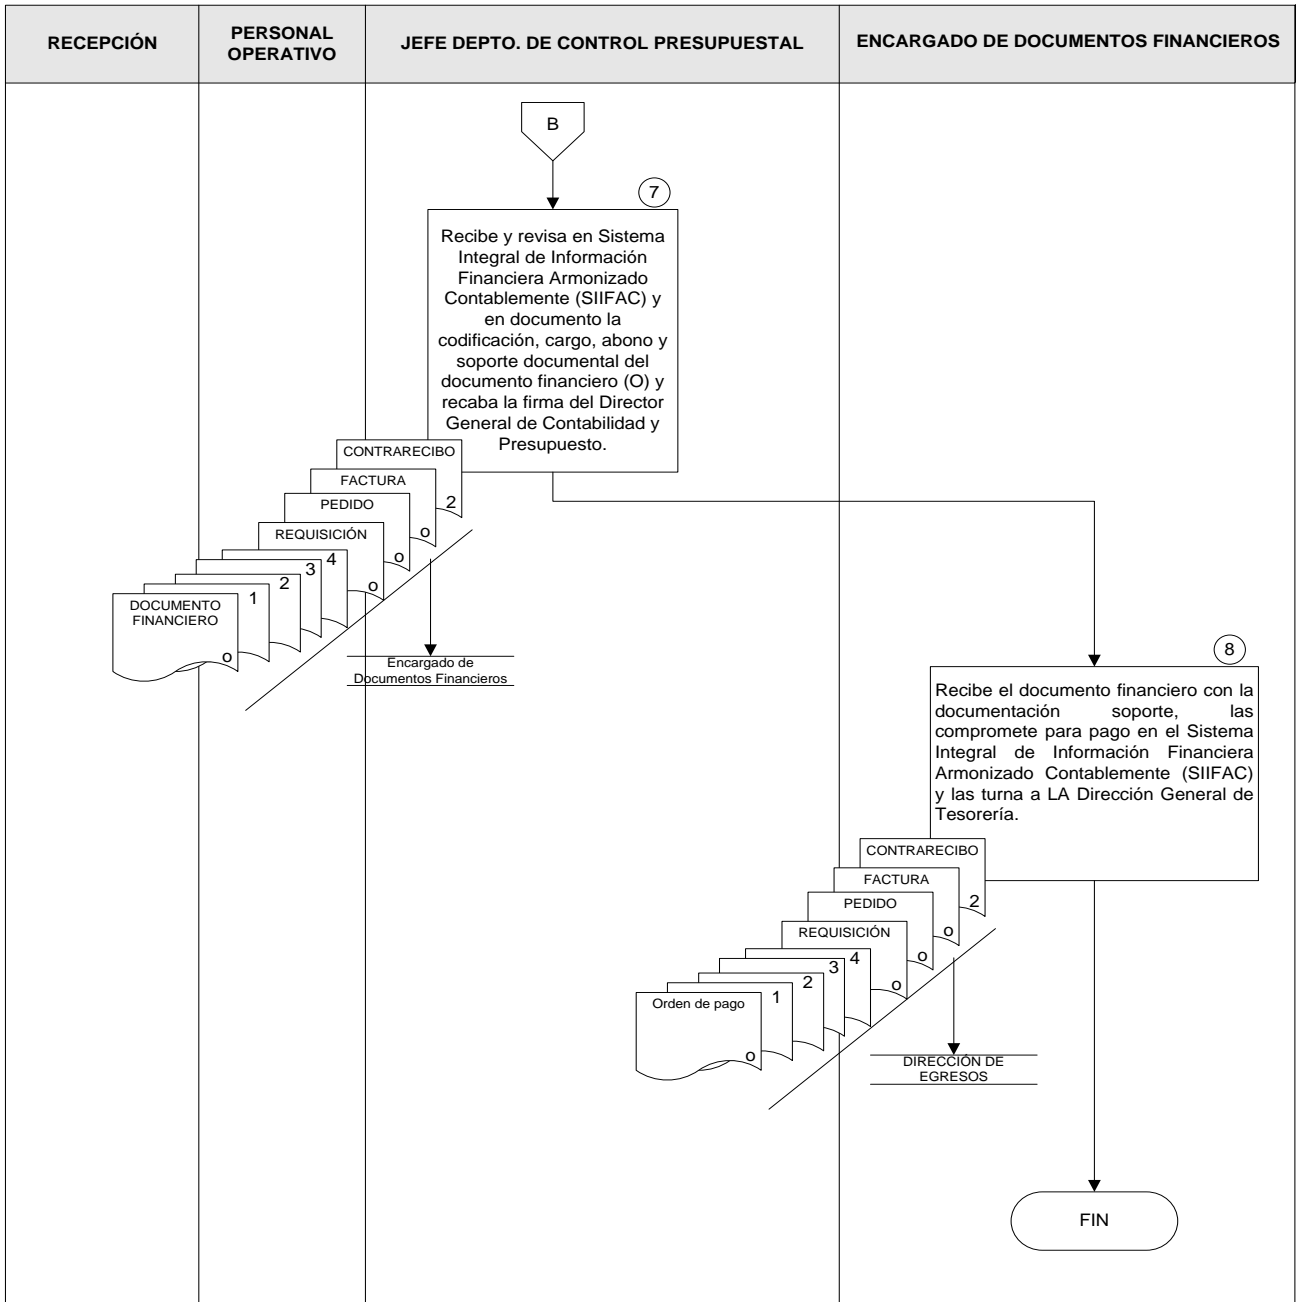 RECEPCIÓN
PERSONAL
OPERATIVO
JEFE DEPTO. DE CONTROL PRESUPUESTAL
ENCARGADO DE DOCUMENTOS FINANCIEROS
B
7
Recibe y revisa en Sistema
Integral de Información
Financiera Armonizado
Contablemente (SIIFAC) y
en documento la
codificación, cargo, abono y
soporte documental del
documento financiero (O) y
recaba la firma del Director
General de Contabilidad y
Presupuesto.
CONTRARECIBO
2
FACTURA
o
PEDIDO
o
REQUISICIÓN
o
4
3
2
1
DOCUMENTO
FINANCIERO
o
Encargado de
Documentos Financieros
8
Recibe el documento financiero con la
documentación soporte, las
compromete para pago en el Sistema
Integral de Información Financiera
Armonizado Contablemente (SIIFAC)
y las turna a LA Dirección General de
Tesorería.
CONTRARECIBO
2
FACTURA
o
PEDIDO
o
REQUISICIÓN
o
4
3
2
1
Orden de pago
o
DIRECCIÓN DE
EGRESOS
FIN